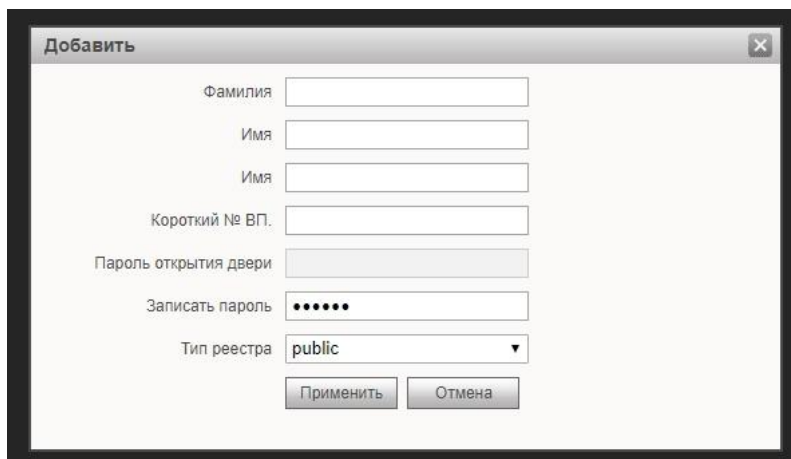 Добавить
Фамилия
Имя
Имя
Короткий № ВП.
Пароль открытия двери
Записать пароль ••••••
Тип реестра public
Применить Отмена